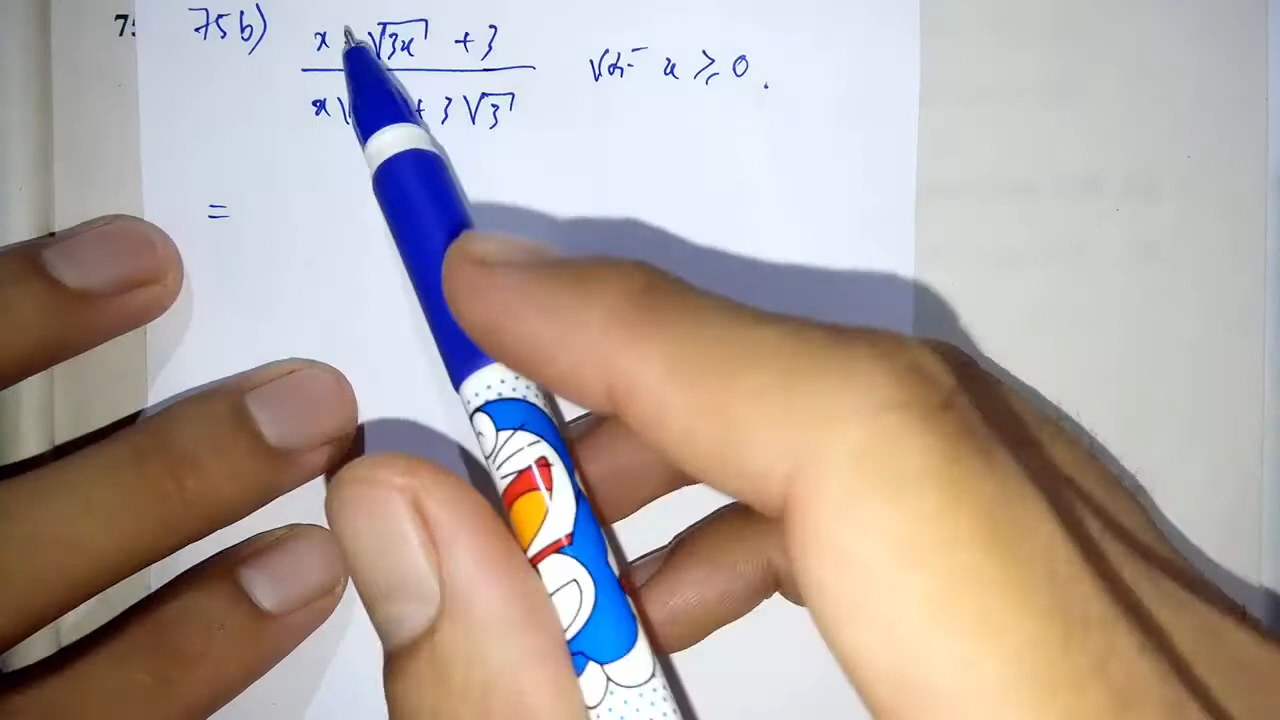 75 75b) x √3x + 3
với x ≥ 0.
x√ + 3√3
=